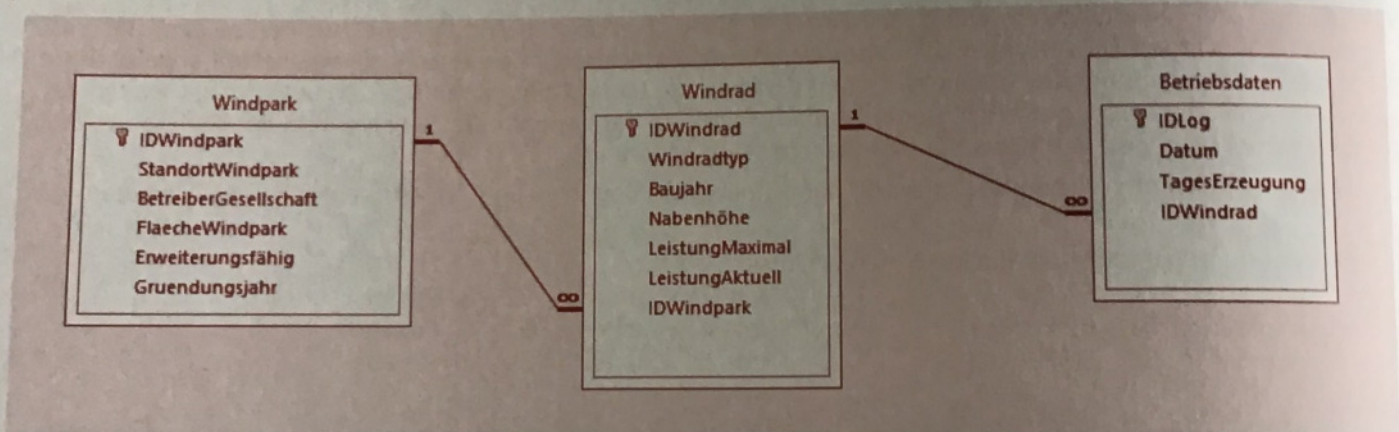 Windpark
IDWindpark
StandortWindpark
BetreiberGesellschaft
FlaecheWindpark
Erweiterungsfähig
Gruendungsjahr
1
∞
Windrad
IDWindrad
Windradtyp
Baujahr
Nabenhöhe
LeistungMaximal
LeistungAktuell
IDWindpark
1
∞
Betriebsdaten
IDLog
Datum
TagesErzeugung
IDWindrad